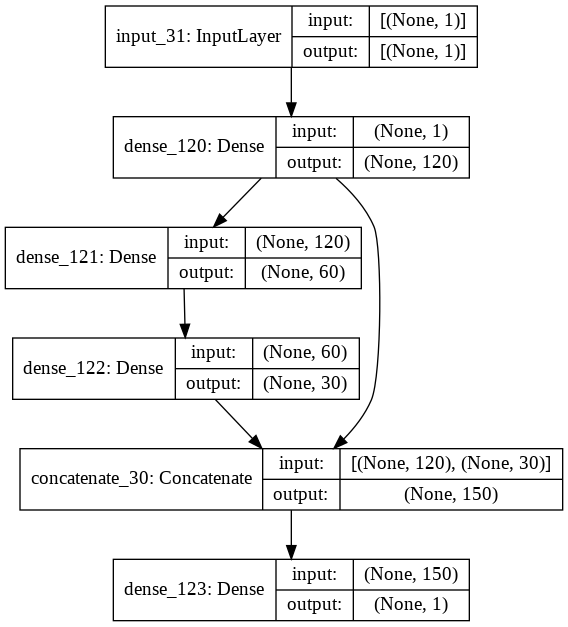 input_31: InputLayer
input:
[(None, 1)]
output:
[(None, 1)]
dense_120: Dense
input:
(None, 1)
output:
(None, 120)
dense_121: Dense
input:
(None, 120)
output:
(None, 60)
dense_122: Dense
input:
(None, 60)
output:
(None, 30)
concatenate_30: Concatenate
input:
[(None, 120), (None, 30)]
output:
(None, 150)
dense_123: Dense
input:
(None, 150)
output:
(None, 1)